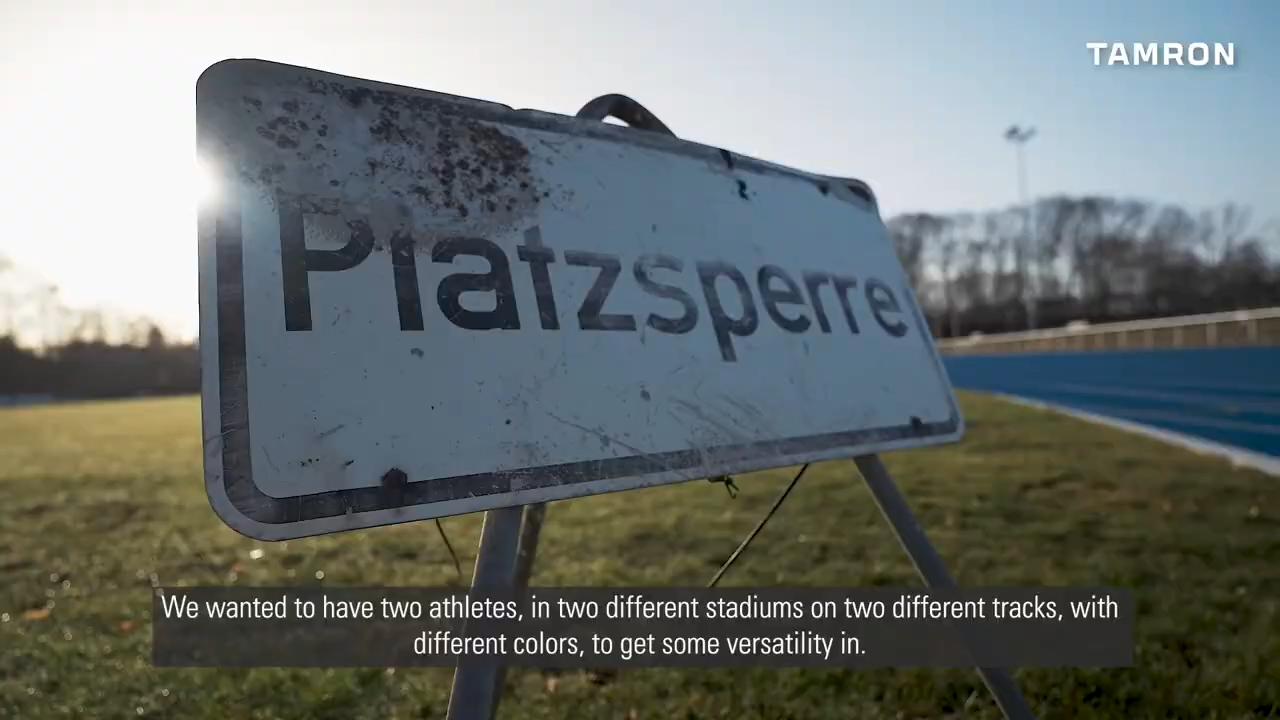 TAMRON
Platzsperre
We wanted to have two athletes, in two different stadiums on two different tracks, with
different colors, to get some versatility in.